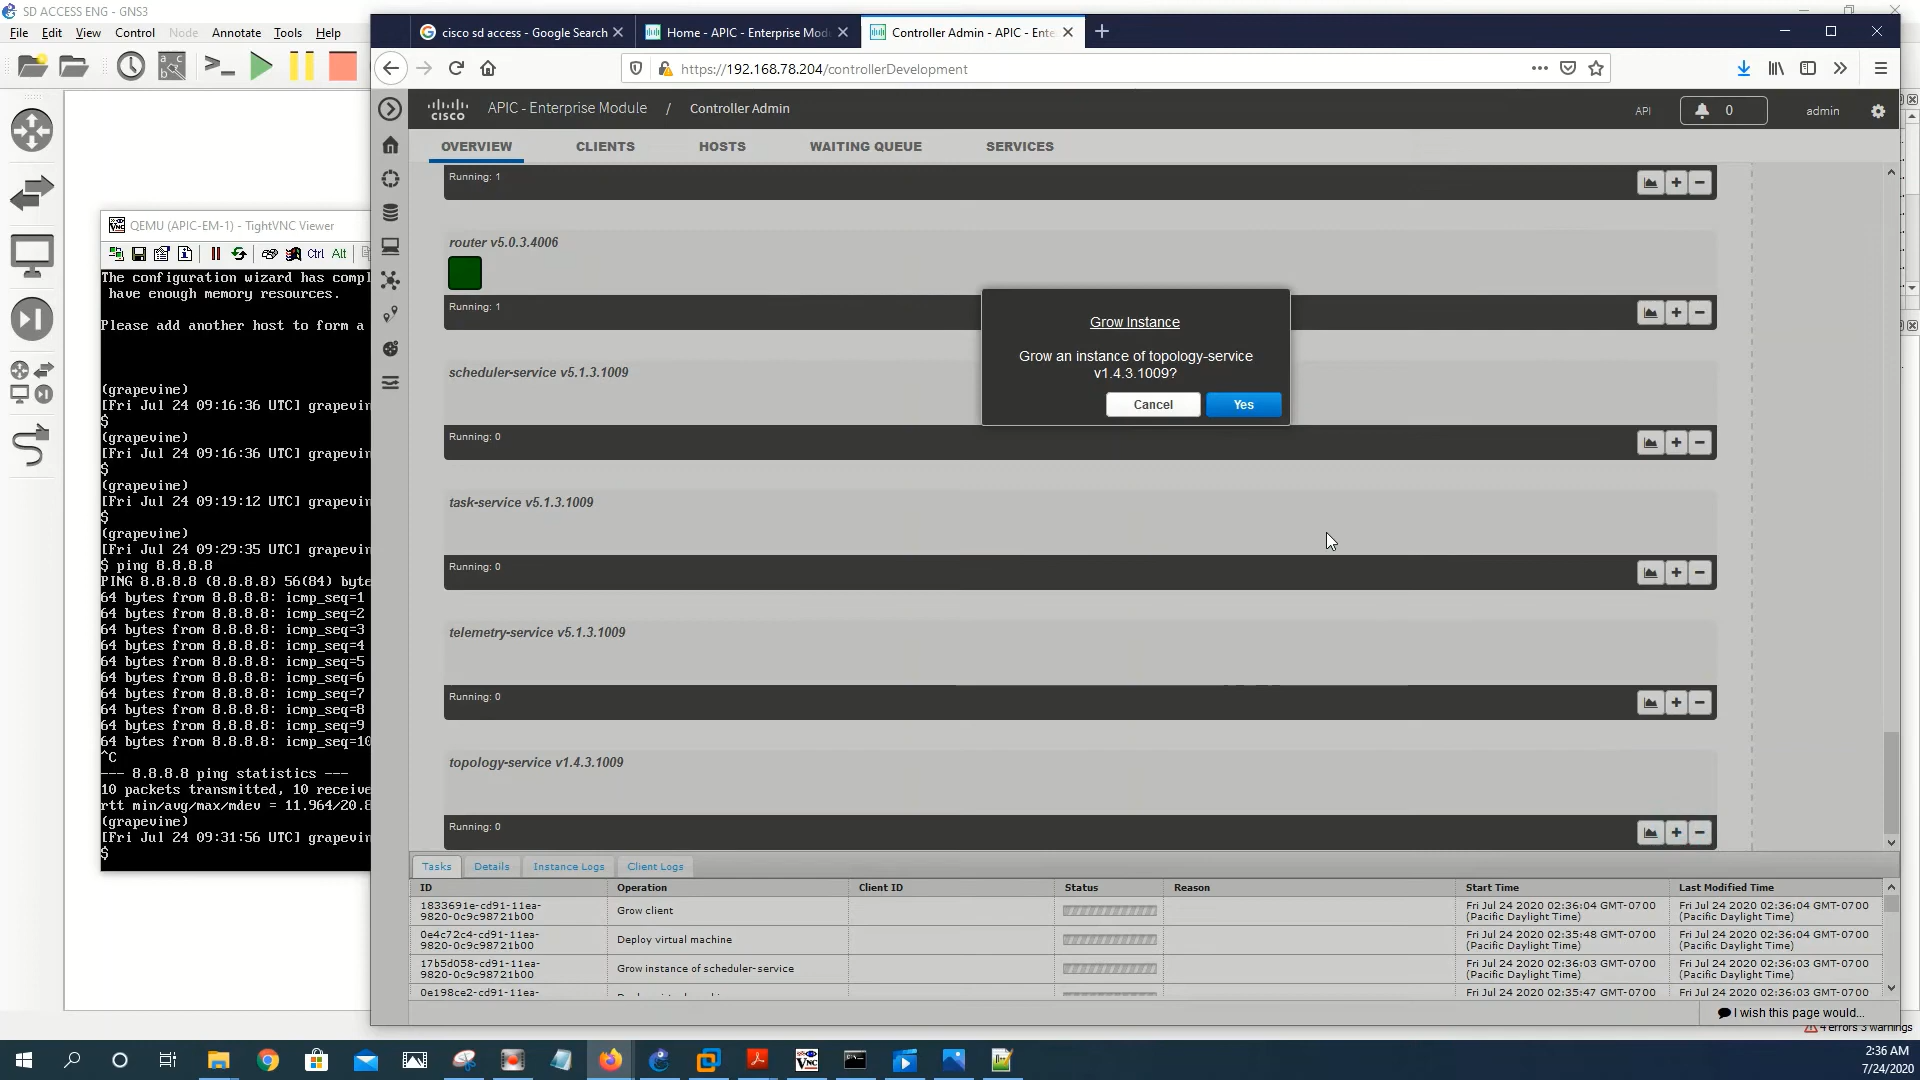 SD ACCESS ENG - GNS3
File Edit View Control Node Annotate Tools Help
cisco sd access - Google Search
Home - APIC - Enterprise Modu
Controller Admin - APIC - Ente
https://192.168.78.204/controllerDevelopment
cisco
APIC - Enterprise Module / Controller Admin
API
0
admin
OVERVIEW CLIENTS HOSTS WAITING QUEUE SERVICES
Running: 1
router v5.0.3.4006
Running: 1
scheduler-service v5.1.3.1009
Running: 0
task-service v5.1.3.1009
Running: 0
telemetry-service v5.1.3.1009
Running: 0
topology-service v1.4.3.1009
Running: 0
Grow Instance
Grow an instance of topology-service
v1.4.3.1009?
Cancel Yes
QEMU (APIC-EM-1) - TightVNC Viewer
Ctrl Alt
The configuration wizard has compl
have enough memory resources.
Please add another host to form a
(grapevine)
[Fri Jul 24 09:16:36 UTC] grapevin
$
(grapevine)
[Fri Jul 24 09:16:36 UTC] grapevin
$
(grapevine)
[Fri Jul 24 09:19:12 UTC] grapevin
$
(grapevine)
[Fri Jul 24 09:29:35 UTC] grapevin
$ ping 8.8.8.8
PING 8.8.8.8 (8.8.8.8) 56(84) byte
64 bytes from 8.8.8.8: icmp_seq=1
64 bytes from 8.8.8.8: icmp_seq=2
64 bytes from 8.8.8.8: icmp_seq=3
64 bytes from 8.8.8.8: icmp_seq=4
64 bytes from 8.8.8.8: icmp_seq=5
64 bytes from 8.8.8.8: icmp_seq=6
64 bytes from 8.8.8.8: icmp_seq=7
64 bytes from 8.8.8.8: icmp_seq=8
64 bytes from 8.8.8.8: icmp_seq=9
64 bytes from 8.8.8.8: icmp_seq=10
^C
--- 8.8.8.8 ping statistics ---
10 packets transmitted, 10 receive
rtt min/avg/max/mdev = 11.964/20.8
(grapevine)
[Fri Jul 24 09:31:56 UTC] grapevin
$
Tasks Details Instance Logs Client Logs
ID Operation Client ID Status Reason Start Time Last Modified Time
1833691e-cd91-11ea-
9820-0c9c98721b00
Grow client
Fri Jul 24 2020 02:36:04 GMT-0700
(Pacific Daylight Time)
Fri Jul 24 2020 02:36:04 GMT-0700
(Pacific Daylight Time)
0e4c72c4-cd91-11ea-
9820-0c9c98721b00
Deploy virtual machine
Fri Jul 24 2020 02:35:48 GMT-0700
(Pacific Daylight Time)
Fri Jul 24 2020 02:36:04 GMT-0700
(Pacific Daylight Time)
17b5d058-cd91-11ea-
9820-0c9c98721b00
Grow instance of scheduler-service
Fri Jul 24 2020 02:36:03 GMT-0700
(Pacific Daylight Time)
Fri Jul 24 2020 02:36:03 GMT-0700
(Pacific Daylight Time)
0e198ce2-cd91-11ea-
Fri Jul 24 2020 02:35:47 GMT-0700
Fri Jul 24 2020 02:36:03 GMT-0700
I wish this page would...
4 errors 3 warnings
2:36 AM
7/24/2020